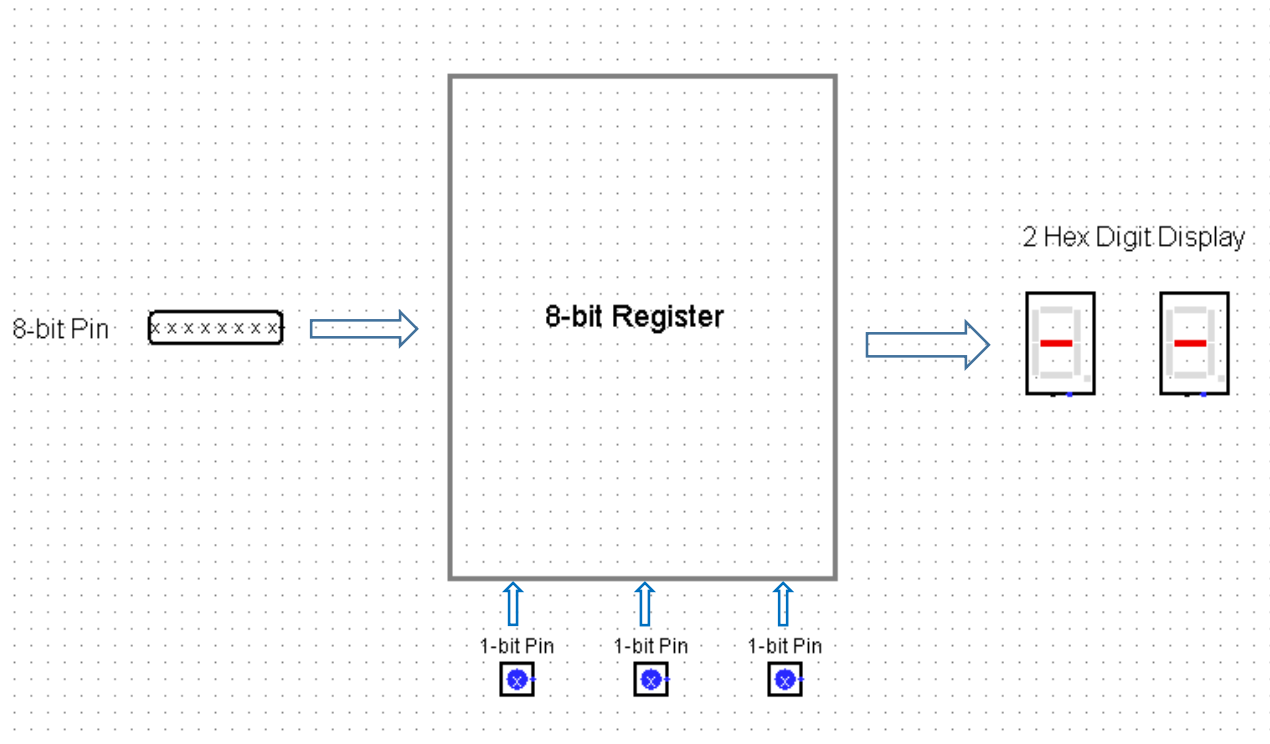 2 Hex Digit Display
8-bit Pin
x x x x x x x x
8-bit Register
1-bit Pin
1-bit Pin
1-bit Pin
x
x
x